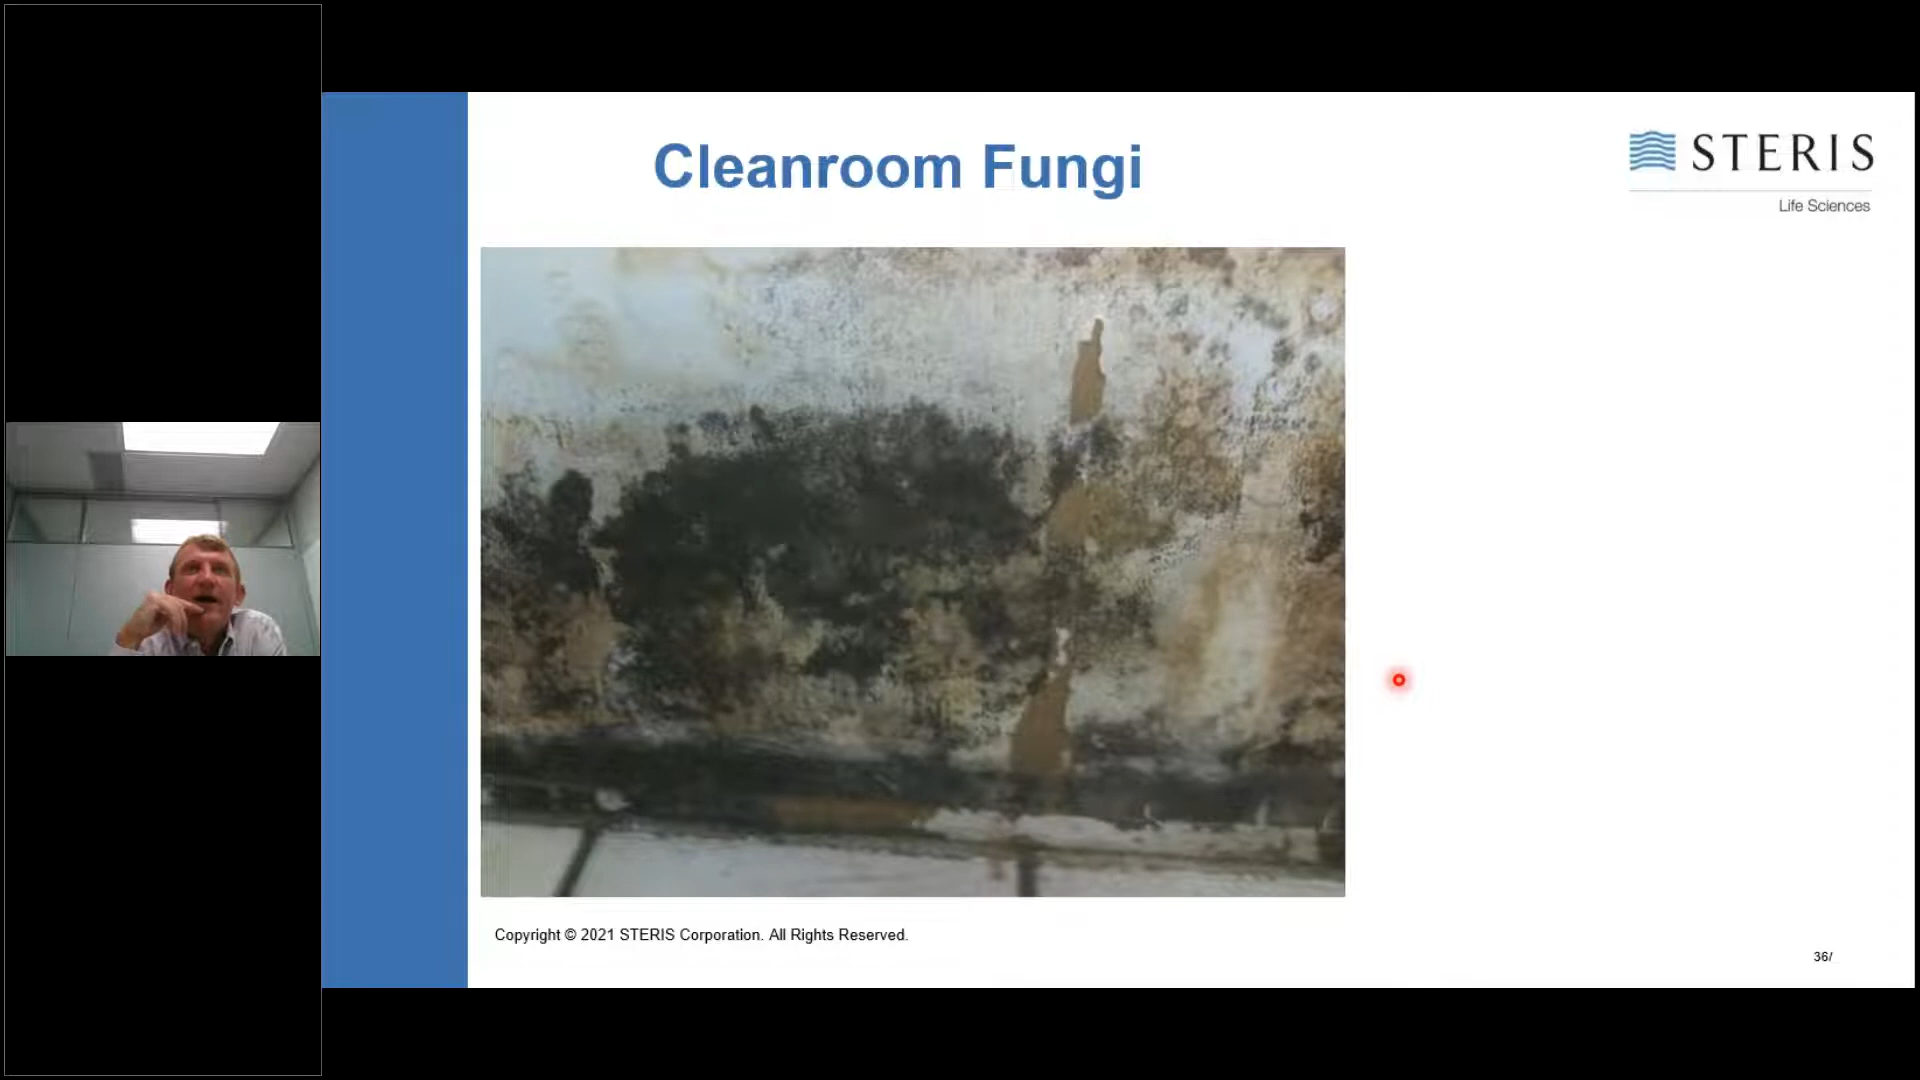 Cleanroom Fungi
STERIS
Life Sciences
Copyright © 2021 STERIS Corporation. All Rights Reserved.
36/